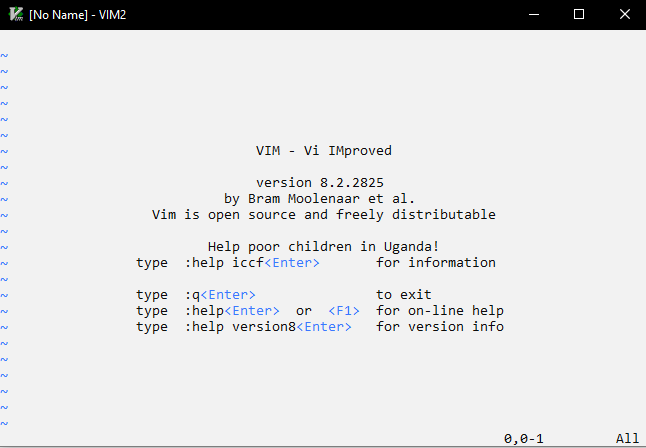 [No Name] - VIM2
~
~
~
~
~
~
VIM - Vi IMproved
~
~
version 8.2.2825
~
by Bram Moolenaar et al.
~
Vim is open source and freely distributable
~
~
Help poor children in Uganda!
~
type :help iccf<Enter> for information
~
~
type :q<Enter> to exit
~
type :help<Enter> or <F1> for on-line help
~
type :help version8<Enter> for version info
~
~
~
~
~
~
0,0-1 All